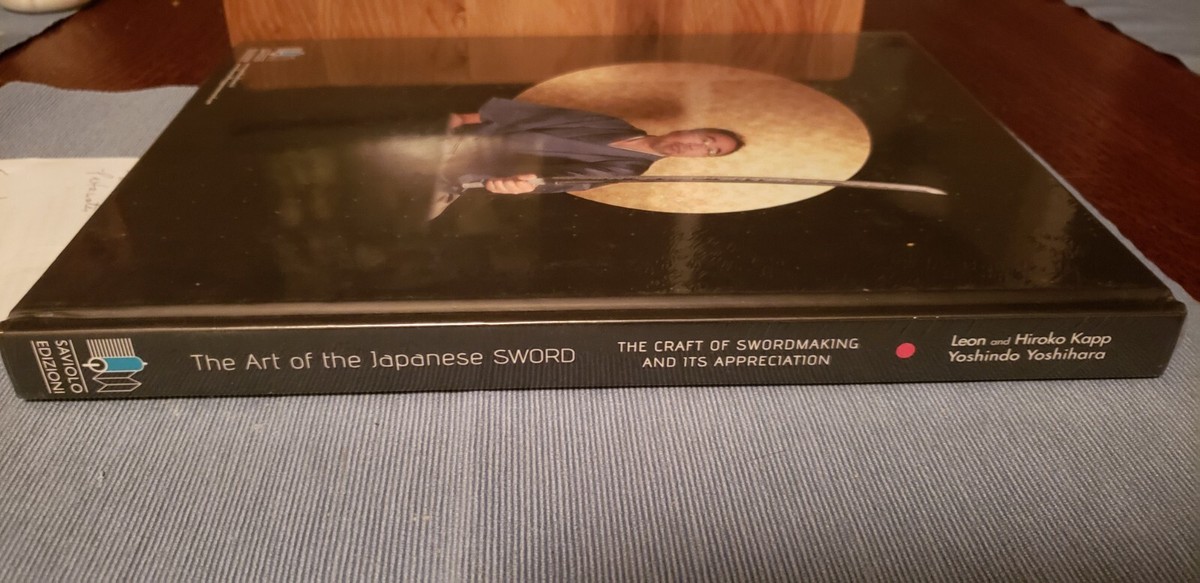 SAVIOLO
EDIZIONI
The Art of the Japanese SWORD
THE CRAFT OF SWORDMAKING
AND ITS APPRECIATION
Leon and Hiroko Kapp
Yoshindo Yoshihara